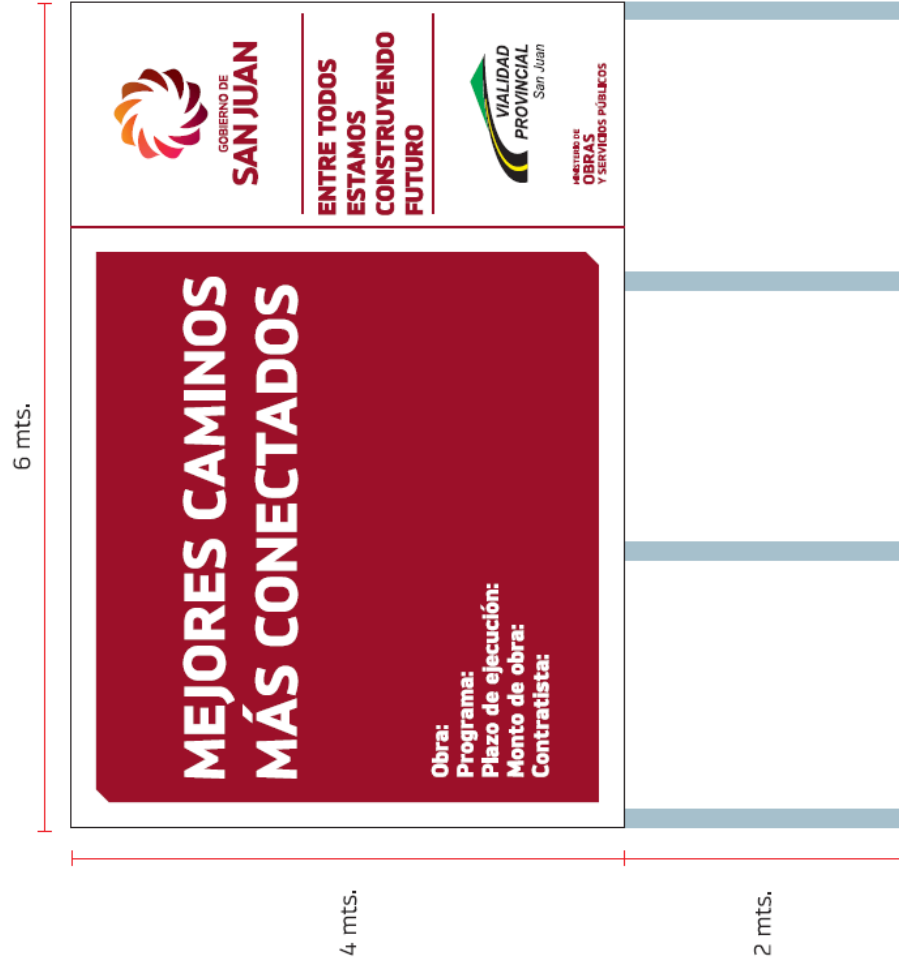 6 mts.
MEJORES CAMINOS
MÁS CONECTADOS
Obra:
Programa:
Plazo de ejecución:
Monto de obra:
Contratista:
GOBIERNO DE
SAN JUAN
ENTRE TODOS
ESTAMOS
CONSTRUYENDO
FUTURO
VIALIDAD
PROVINCIAL
San Juan
MINISTERIO DE
OBRAS
Y SERVICIOS PÚBLICOS
4 mts.
2 mts.